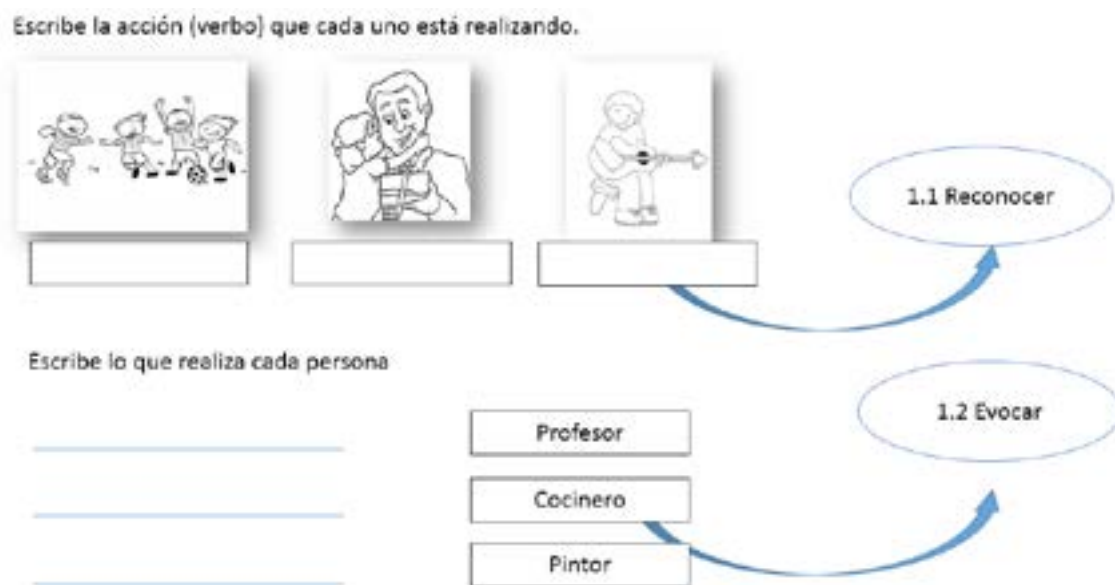 Escribe la acción (verbo) que cada uno está realizando.
1.1 Reconocer
Escribe lo que realiza cada persona
1.2 Evocar
Profesor
Cocinero
Pintor